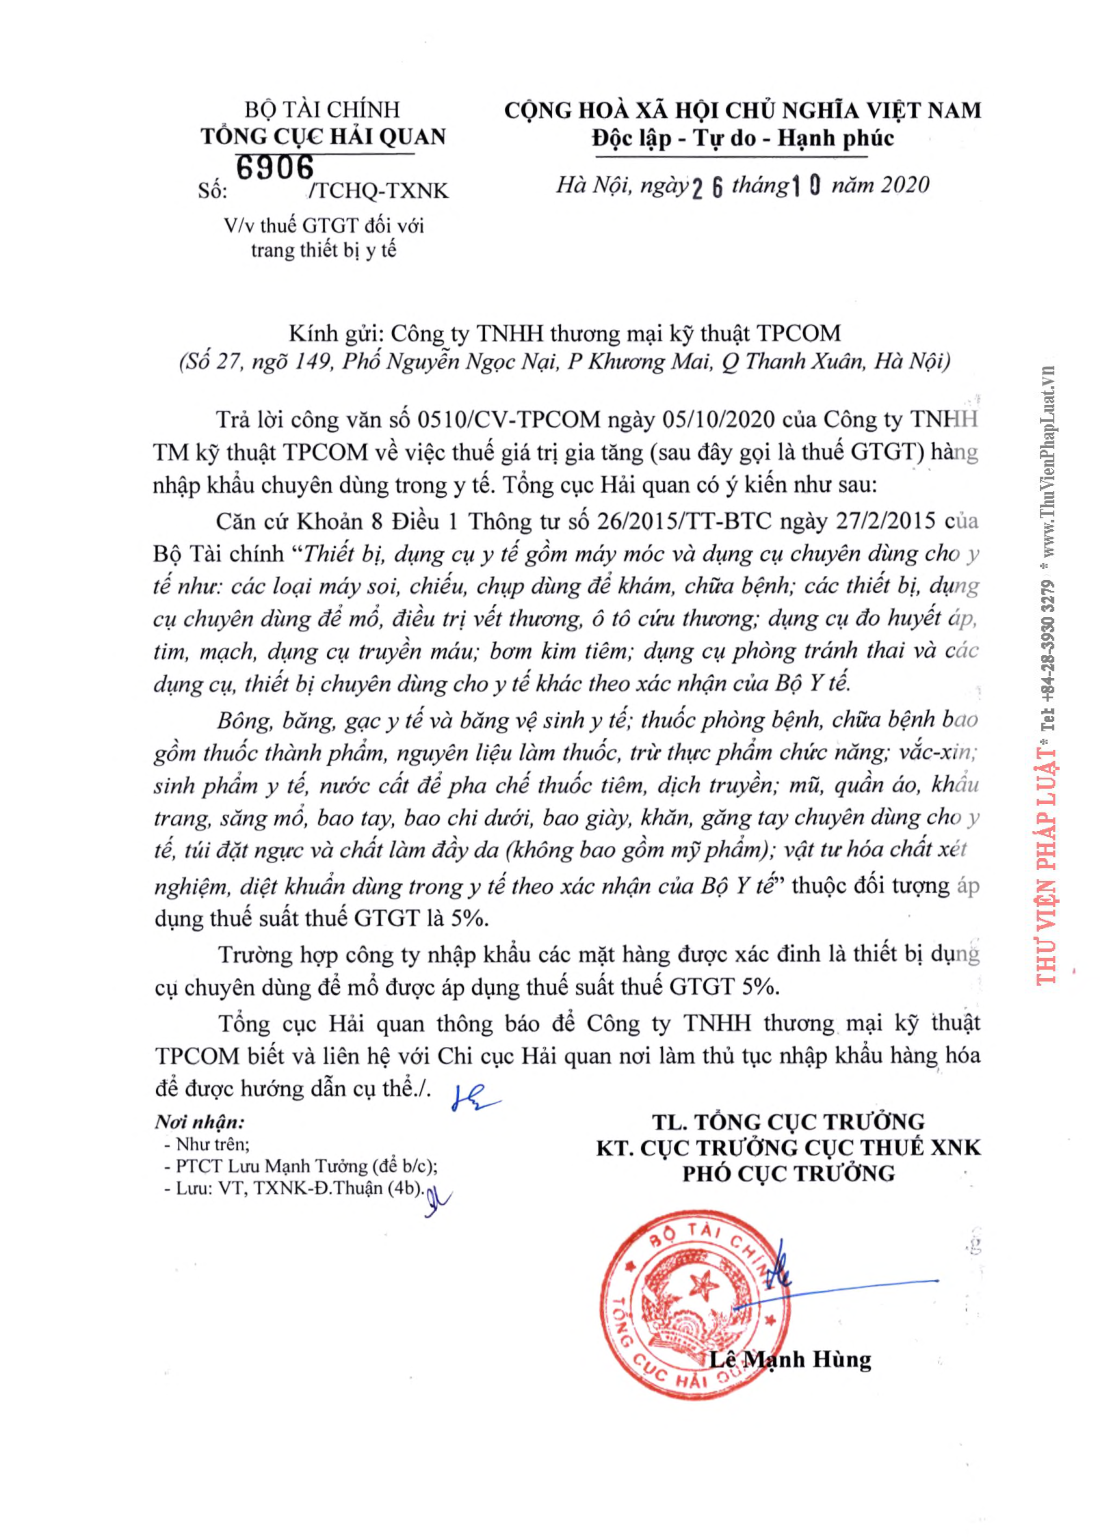 BỘ TÀI CHÍNH
TỔNG CỤC HẢI QUAN
Số: 6906/TCHQ-TXNK
V/v thuế GTGT đối với
trang thiết bị y tế
CỘNG HOÀ XÃ HỘI CHỦ NGHĨA VIỆT NAM
Độc lập - Tự do - Hạnh phúc
Hà Nội, ngày 26 tháng 10 năm 2020
Kính gửi: Công ty TNHH thương mại kỹ thuật TPCOM
(Số 27, ngõ 149, Phố Nguyễn Ngọc Nại, P Khương Mai, Q Thanh Xuân, Hà Nội)
Trả lời công văn số 0510/CV-TPCOM ngày 05/10/2020 của Công ty TNHH
TM kỹ thuật TPCOM về việc thuế giá trị gia tăng (sau đây gọi là thuế GTGT) hàng
nhập khẩu chuyên dùng trong y tế. Tổng cục Hải quan có ý kiến như sau:
Căn cứ Khoản 8 Điều 1 Thông tư số 26/2015/TT-BTC ngày 27/2/2015 của
Bộ Tài chính “Thiết bị, dụng cụ y tế gồm máy móc và dụng cụ chuyên dùng cho y
tế như: các loại máy soi, chiếu, chụp dùng để khám, chữa bệnh; các thiết bị, dụng
cụ chuyên dùng để mổ, điều trị vết thương, ô tô cứu thương; dụng cụ đo huyết áp,
tim, mạch, dụng cụ truyền máu; bơm kim tiêm; dụng cụ phòng tránh thai và các
dụng cụ, thiết bị chuyên dùng cho y tế khác theo xác nhận của Bộ Y tế.
Bông, băng, gạc y tế và băng vệ sinh y tế; thuốc phòng bệnh, chữa bệnh bao
gồm thuốc thành phẩm, nguyên liệu làm thuốc, trừ thực phẩm chức năng; vắc-xin;
sinh phẩm y tế, nước cất để pha chế thuốc tiêm, dịch truyền; mũ, quần áo, khẩu
trang, săng mổ, bao tay, bao chi dưới, bao giày, khăn, găng tay chuyên dùng cho y
tế, túi đặt ngực và chất làm đầy da (không bao gồm mỹ phẩm); vật tư hóa chất xét
nghiệm, diệt khuẩn dùng trong y tế theo xác nhận của Bộ Y tế” thuộc đối tượng áp
dụng thuế suất thuế GTGT là 5%.
Trường hợp công ty nhập khẩu các mặt hàng được xác đinh là thiết bị dụng
cụ chuyên dùng để mổ được áp dụng thuế suất thuế GTGT 5%.
Tổng cục Hải quan thông báo để Công ty TNHH thương mại kỹ thuật
TPCOM biết và liên hệ với Chi cục Hải quan nơi làm thủ tục nhập khẩu hàng hóa
để được hướng dẫn cụ thể./.
Nơi nhận:
- Như trên;
- PTCT Lưu Mạnh Tưởng (để b/c);
- Lưu: VT, TXNK-Đ.Thuận (4b).
TL. TỔNG CỤC TRƯỞNG
KT. CỤC TRƯỞNG CỤC THUẾ XNK
PHÓ CỤC TRƯỞNG
BỘ TÀI CHÍNH
TỔNG CỤC HẢI QUAN
Lê Mạnh Hùng
THƯ VIỆN PHÁP LUẬT * Tel: +84-28-3930 3279 * www.ThuVienPhapLuat.vn